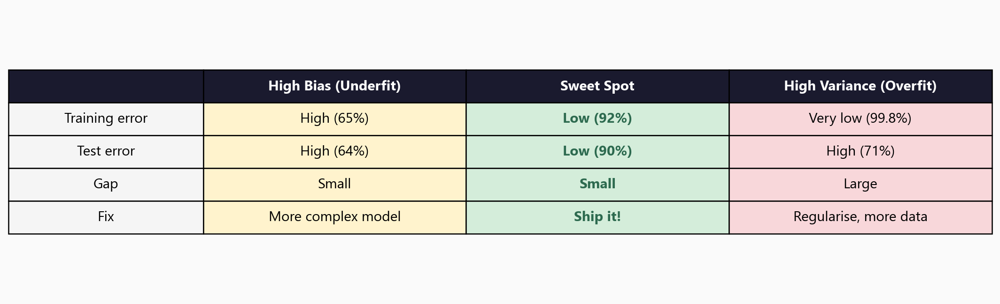 High Bias (Underfit) Sweet Spot High Variance (Overfit)
Training error High (65%) Low (92%) Very low (99.8%)
Test error High (64%) Low (90%) High (71%)
Gap Small Small Large
Fix More complex model Ship it! Regularise, more data